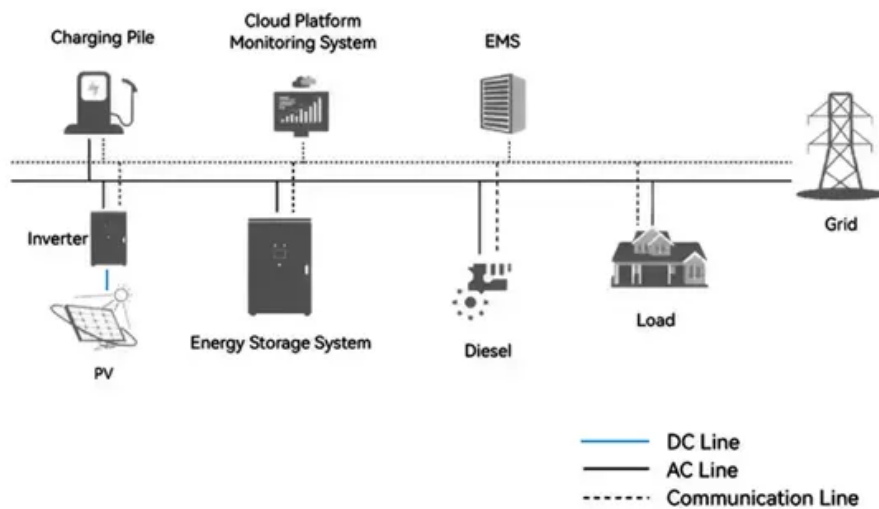 Charging Pile
Cloud Platform
Monitoring System
EMS
Grid
Inverter
PV
Energy Storage System
Diesel
Load
DC Line
AC Line
Communication Line